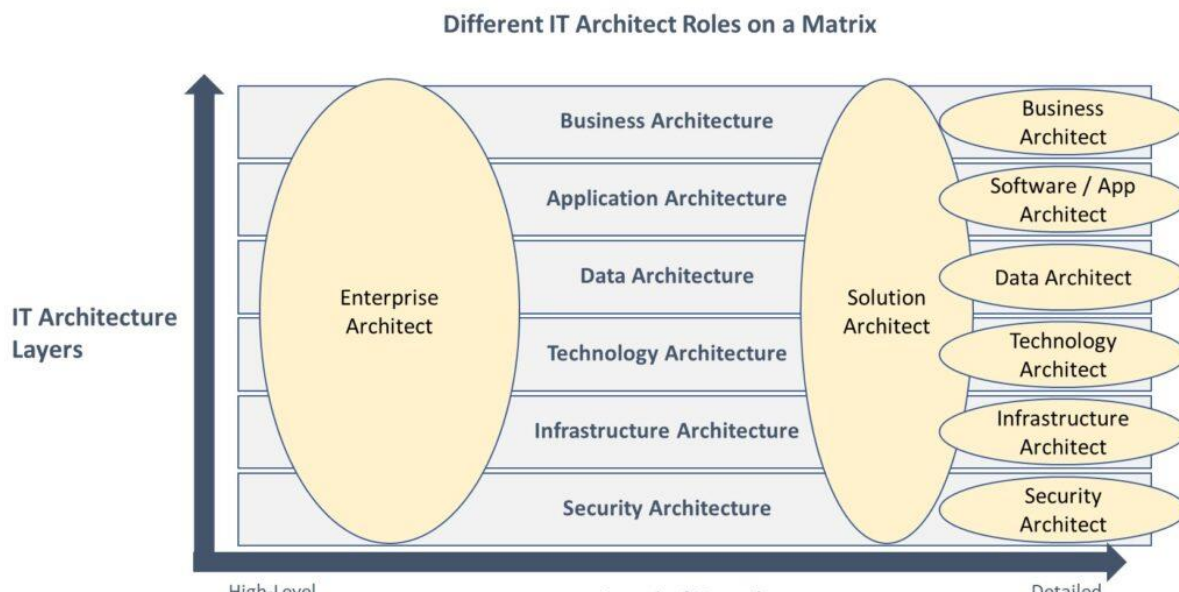 Different IT Architect Roles on a Matrix
Business Architecture
Business
Architect
Application Architecture
Software / App
Architect
Data Architecture
Data Architect
Enterprise
Architect
Solution
Architect
IT Architecture
Layers
Technology Architecture
Technology
Architect
Infrastructure Architecture
Infrastructure
Architect
Security Architecture
Security
Architect
High-Level
Detailed